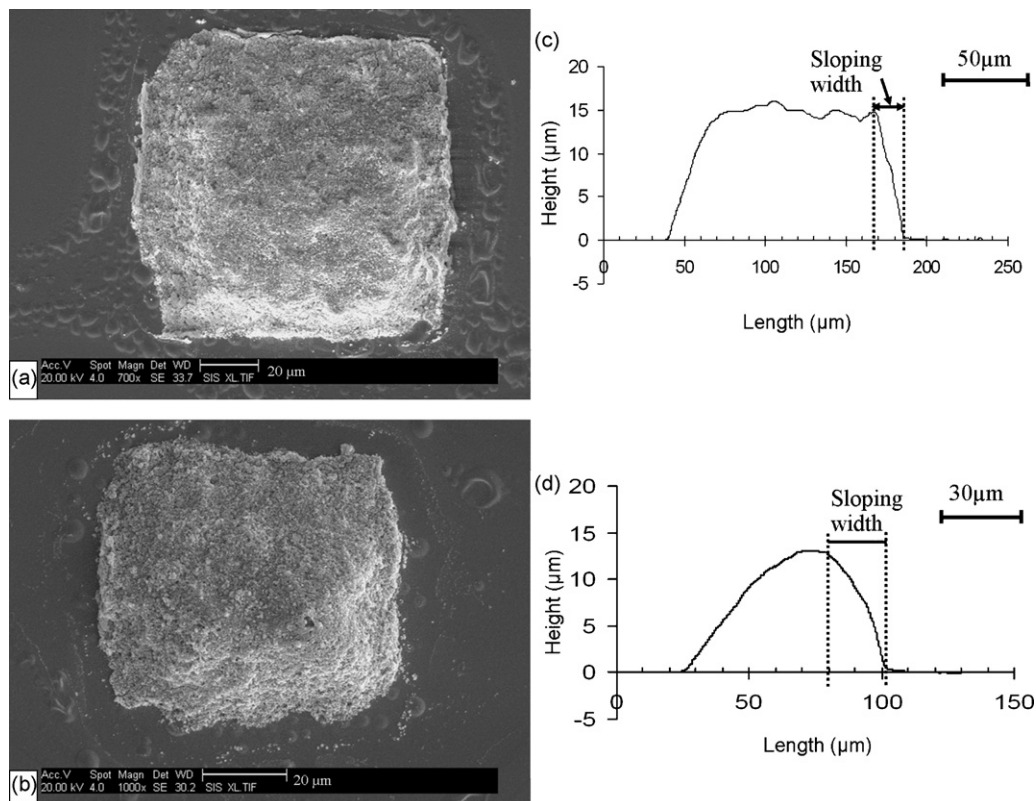 (a)
Acc.V Spot Magn Det WD
20.00 kV 4.0 700x SE 33.7 SIS XL.TIF 20 µm
(b)
Acc.V Spot Magn Det WD
20.00 kV 4.0 1000x SE 30.2 SIS XL.TIF 20 µm
(c)
Sloping
width
50µm
20
15
10
5
0
-5
Height (µm)
0 50 100 150 200 250
Length (µm)
(d)
Sloping
width
30µm
20
15
10
5
0
-5
Height (µm)
0 50 100 150
Length (µm)